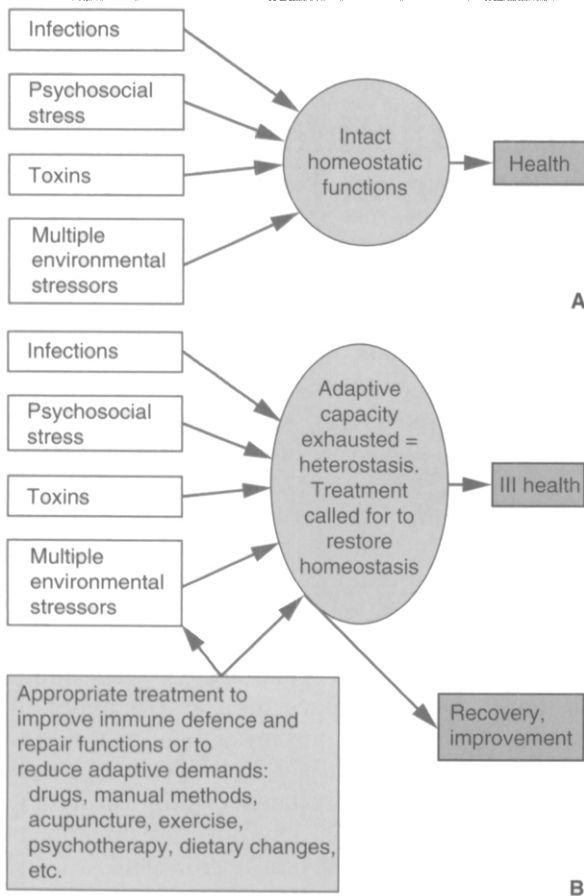 Infections
Psychosocial
stress
Toxins
Multiple
environmental
stressors
Intact
homeostatic
functions
Health
A
Infections
Psychosocial
stress
Toxins
Multiple
environmental
stressors
Adaptive
capacity
exhausted =
heterostasis.
Treatment
called for to
restore
homeostasis
Ill health
Appropriate treatment to
improve immune defence and
repair functions or to
reduce adaptive demands:
drugs, manual methods,
acupuncture, exercise,
psychotherapy, dietary changes,
etc.
Recovery,
improvement
B